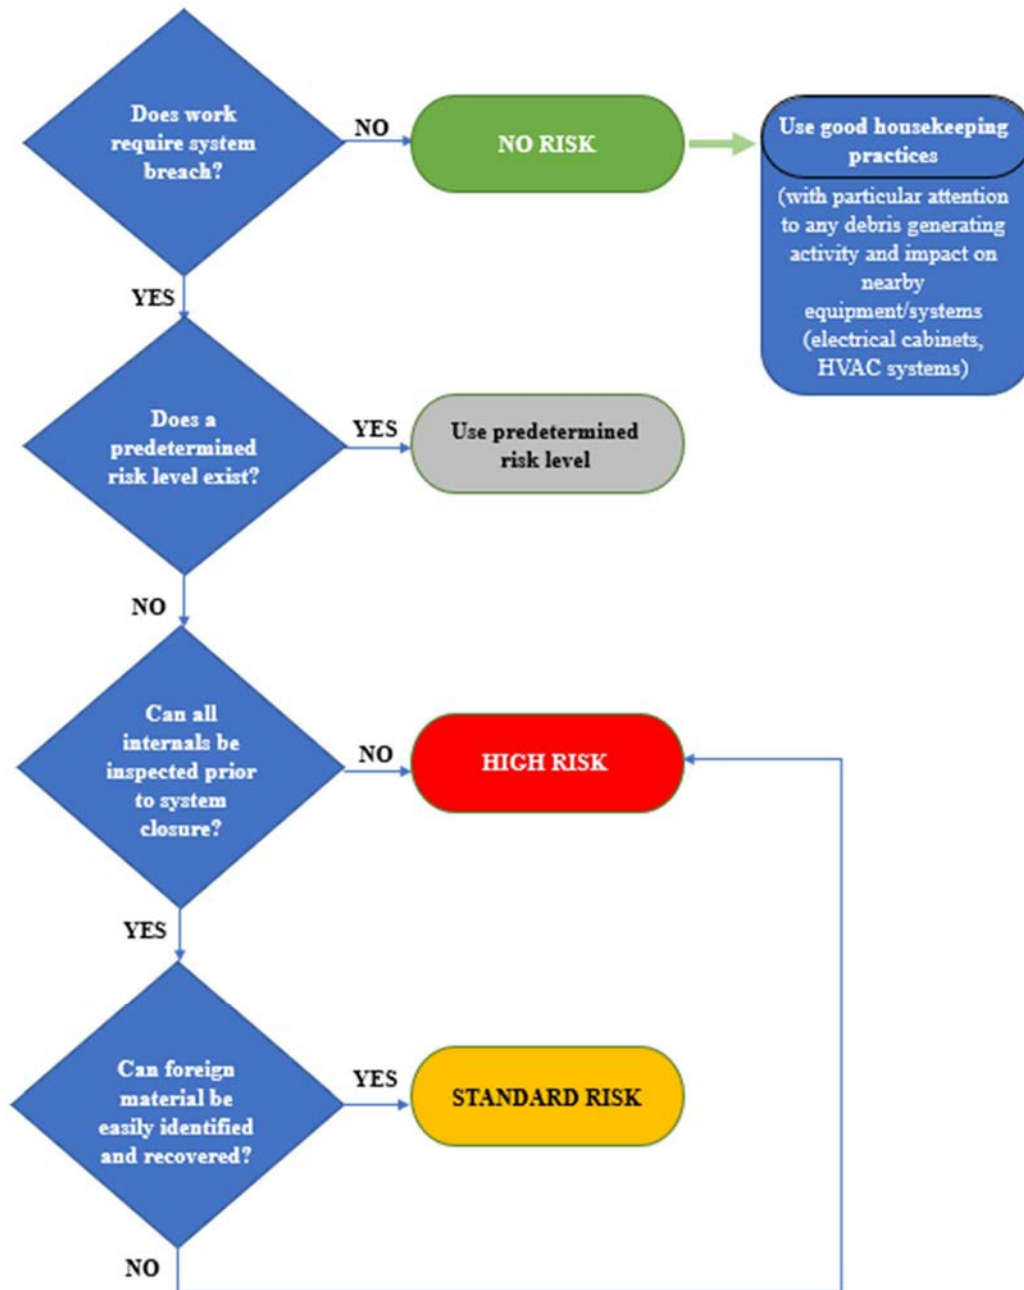 Does work
require system
breach?
NO
NO RISK
Use good housekeeping
practices
(with particular attention
to any debris generating
activity and impact on
nearby
equipment/systems
(electrical cabinets,
HVAC systems)
YES
Does a
predetermined
risk level exist?
YES
Use predetermined
risk level
NO
Can all
internals be
inspected prior
to system
closure?
NO
HIGH RISK
YES
Can foreign
material be
easily identified
and recovered?
YES
STANDARD RISK
NO